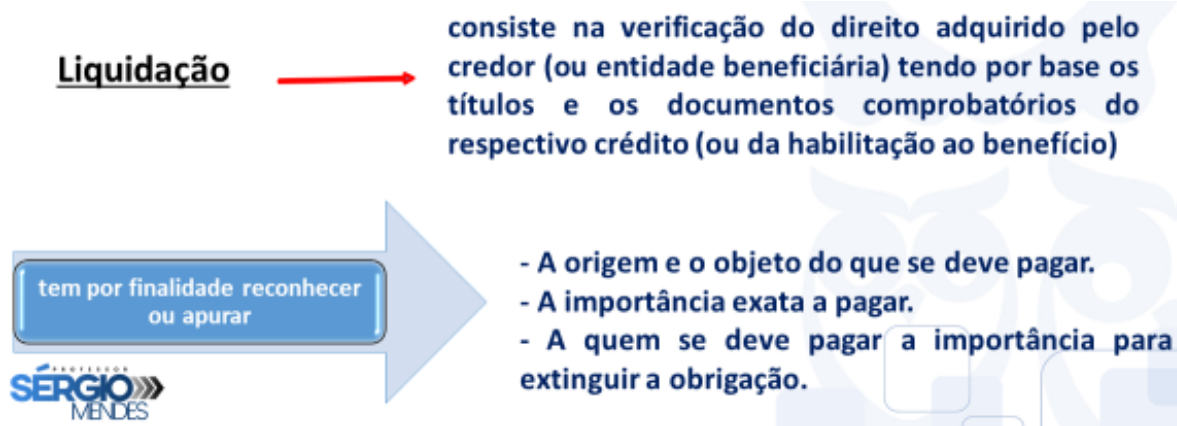 Liquidação
consiste na verificação do direito adquirido pelo
credor (ou entidade beneficiária) tendo por base os
títulos e os documentos comprobatórios do
respectivo crédito (ou da habilitação ao benefício)
tem por finalidade reconhecer
ou apurar
- A origem e o objeto do que se deve pagar.
- A importância exata a pagar.
- A quem se deve pagar a importância para
extinguir a obrigação.
PROFESSOR
SÉRGIO
MENDES